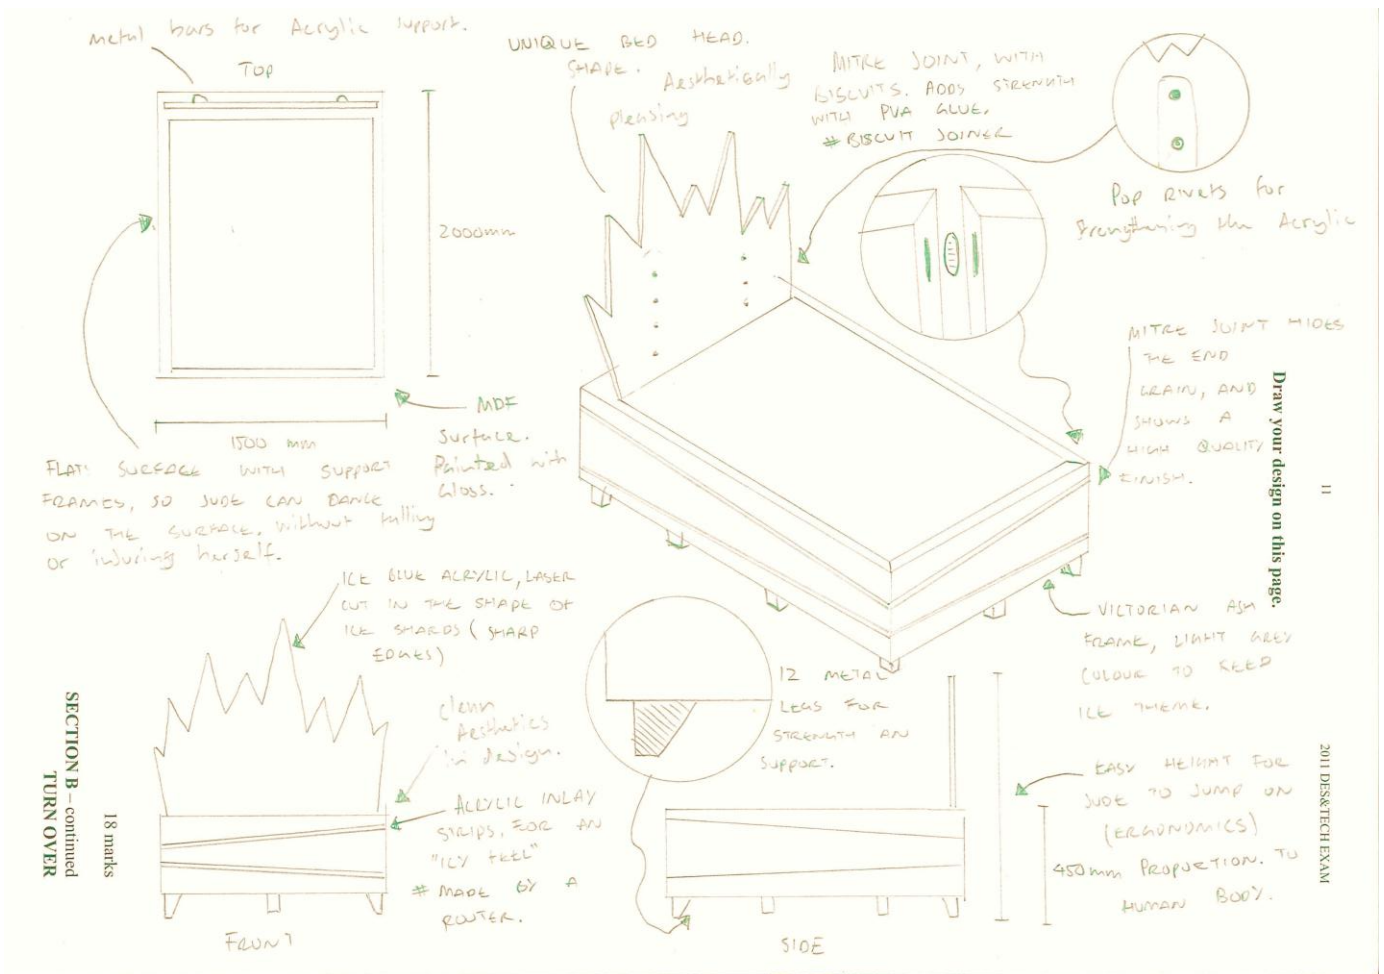 metal bars for Acrylic support.
TOP
2000mm
1500 mm
MDF
Surface.
Painted with
Gloss.
FLAT SURFACE WITH SUPPORT
FRAMES, SO JUDE CAN DANCE
ON THE SURFACE, without falling
or injuring herself.
UNIQUE BED HEAD.
SHAPE.
Aesthetically
pleasing
MITRE JOINT, WITH
BISCUITS. ADDS STRENGTH
WITH PVA GLUE.
# BISCUIT JOINER
Pop rivets for
Strengthening the Acrylic
MITRE JOINT HIDES
THE END
GRAIN, AND
SHOWS A
HIGH QUALITY
FINISH.
VICTORIAN ASH
FRAME, LIGHT GREY
COLOUR TO KEEP
ICE THEME.
ICE BLUE ACRYLIC, LASER
CUT IN THE SHAPE OF
ICE SHARDS (SHARP
EDGES)
clean
Aesthetics
in design.
ACRYLIC INLAY
STRIPS, FOR AN
"ICY FEEL"
# MADE BY A
ROUTER.
FRONT
12 METAL
LEGS FOR
STRENGTH AN
SUPPORT.
SIDE
EASY HEIGHT FOR
JUDE TO JUMP ON
(ERGONOMICS)
450mm PROPORTION. TO
HUMAN BODY.
Draw your design on this page.
11
2011 DES&TECH EXAM
18 marks
SECTION B – continued
TURN OVER